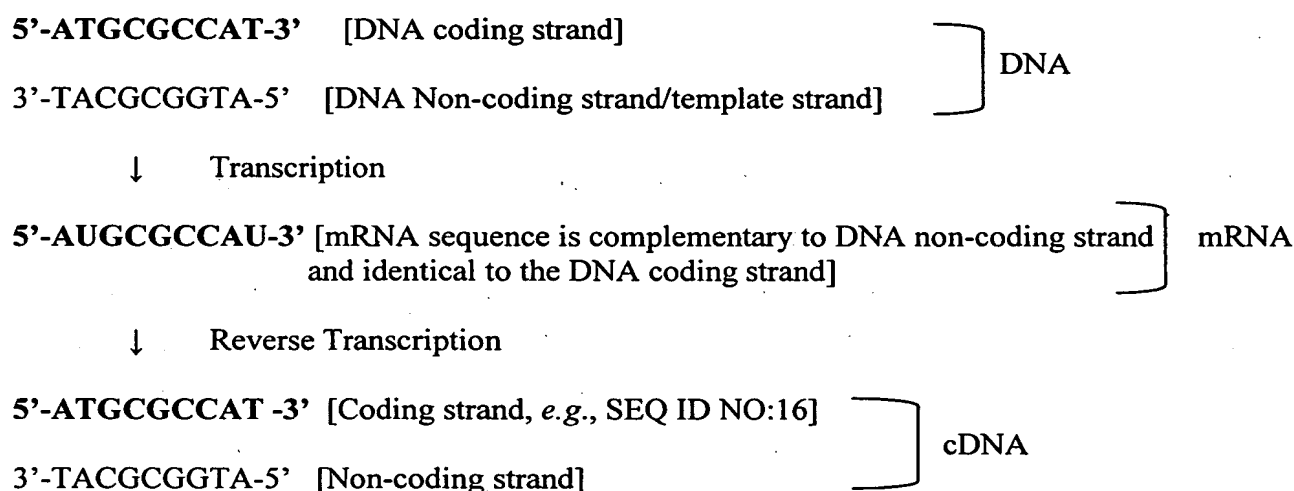 5’-ATGCGCCAT-3’ [DNA coding strand]
DNA
3’-TACGCGGTA-5’ [DNA Non-coding strand/template strand]
↓ Transcription
5’-AUGCGCCAU-3’ [mRNA sequence is complementary to DNA non-coding strand mRNA
and identical to the DNA coding strand]
↓ Reverse Transcription
5’-ATGCGCCAT -3’ [Coding strand, e.g., SEQ ID NO:16]
cDNA
3’-TACGCGGTA-5’ [Non-coding strand]